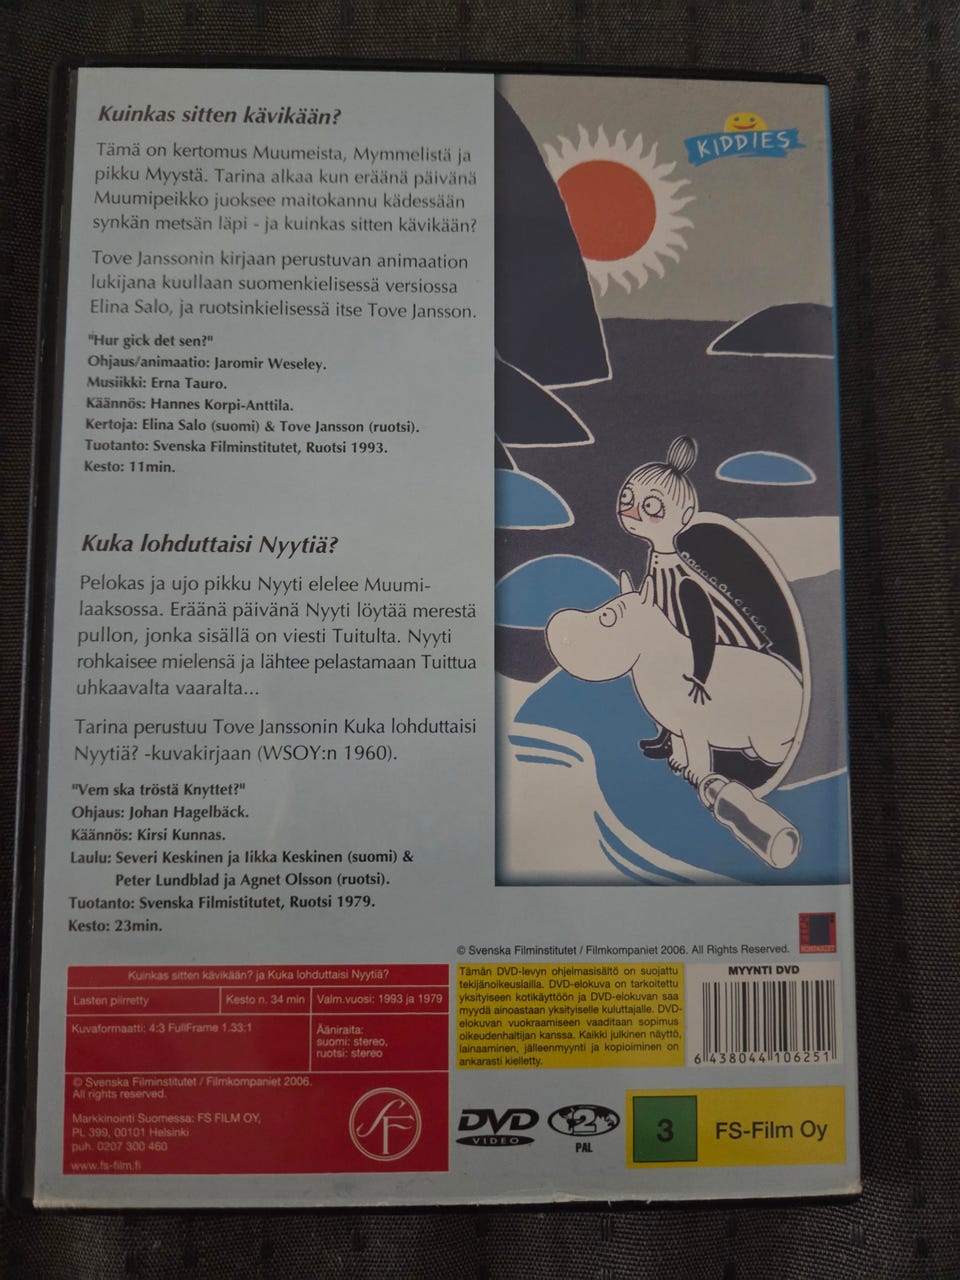 Kuinkas sitten kävikään?
Tämä on kertomus Muumeista, Mymmelistä ja
pikku Myystä. Tarina alkaa kun eräänä päivänä
Muumipeikko juoksee maitokannu kädessään
synkän metsän läpi - ja kuinkas sitten kävikään?
Tove Janssonin kirjaan perustuvan animaation
lukijana kuullaan suomenkielisessä versiossa
Elina Salo, ja ruotsinkielisessä itse Tove Jansson.
"Hur gick det sen?"
Ohjaus/animaatio: Jaromir Weseley.
Musiikki: Erna Tauro.
Käännös: Hannes Korpi-Anttila.
Kertoja: Elina Salo (suomi) & Tove Jansson (ruotsi).
Tuotanto: Svenska Filminstitutet, Ruotsi 1993.
Kesto: 11min.
Kuka lohduttaisi Nyytiä?
Pelokas ja ujo pikku Nyyti elelee Muumi-
laaksossa. Eräänä päivänä Nyyti löytää merestä
pullon, jonka sisällä on viesti Tuitulta. Nyyti
rohkaisee mielensä ja lähtee pelastamaan Tuittua
uhkaavalta vaaralta...
Tarina perustuu Tove Janssonin Kuka lohduttaisi
Nyytiä? -kuvakirjaan (WSOY:n 1960).
"Vem ska tröstä Knyttet?"
Ohjaus: Johan Hagelbäck.
Käännös: Kirsi Kunnas.
Laulu: Severi Keskinen ja Iikka Keskinen (suomi) &
Peter Lundblad ja Agnet Olsson (ruotsi).
Tuotanto: Svenska Filmistitutet, Ruotsi 1979.
Kesto: 23min.
KIDDIES
© Svenska Filminstitutet / Filmkompaniet 2006. All Rights Reserved.
Kuinkas sitten kävikään? ja Kuka lohduttaisi Nyytiä?
Lasten piirretty
Kesto n. 34 min
Valm.vuosi: 1993 ja 1979
Kuvaformaatti: 4:3 FullFrame 1.33:1
Ääniraita:
suomi: stereo,
ruotsi: stereo
© Svenska Filminstitutet / Filmkompaniet 2006.
All rights reserved.
Markkinointi Suomessa: FS FILM OY,
PL 399, 00101 Helsinki
puh. 0207 300 460
www.fs-film.fi
SF
Tämän DVD-levyn ohjelmasisältö on suojattu
tekijänoikeuslailla. DVD-elokuva on tarkoitettu
yksityiseen kotikäyttöön ja DVD-elokuvan saa
myydä ainoastaan yksityiselle kuluttajalle. DVD-
elokuvan vuokraamiseen vaaditaan sopimus
oikeudenhaltijan kanssa. Kaikki julkinen näyttö,
lainaaminen, jälleenmyynti ja kopioiminen on
ankarasti kielletty.
MYYNTI DVD
6 438044 106251
DVD
VIDEO
2
PAL
3
FS-Film Oy